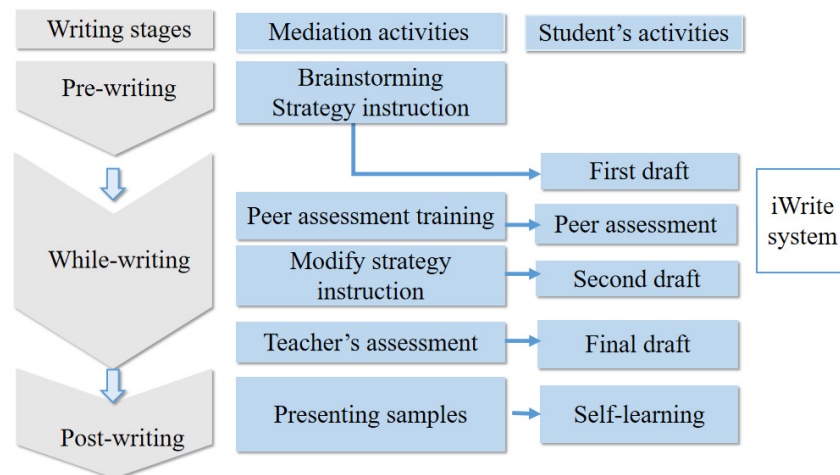 Writing stages
Mediation activities
Student's activities
Pre-writing
Brainstorming
Strategy instruction
First draft
Peer assessment training
Peer assessment
iWrite
system
While-writing
Modify strategy
instruction
Second draft
Teacher's assessment
Final draft
Post-writing
Presenting samples
Self-learning